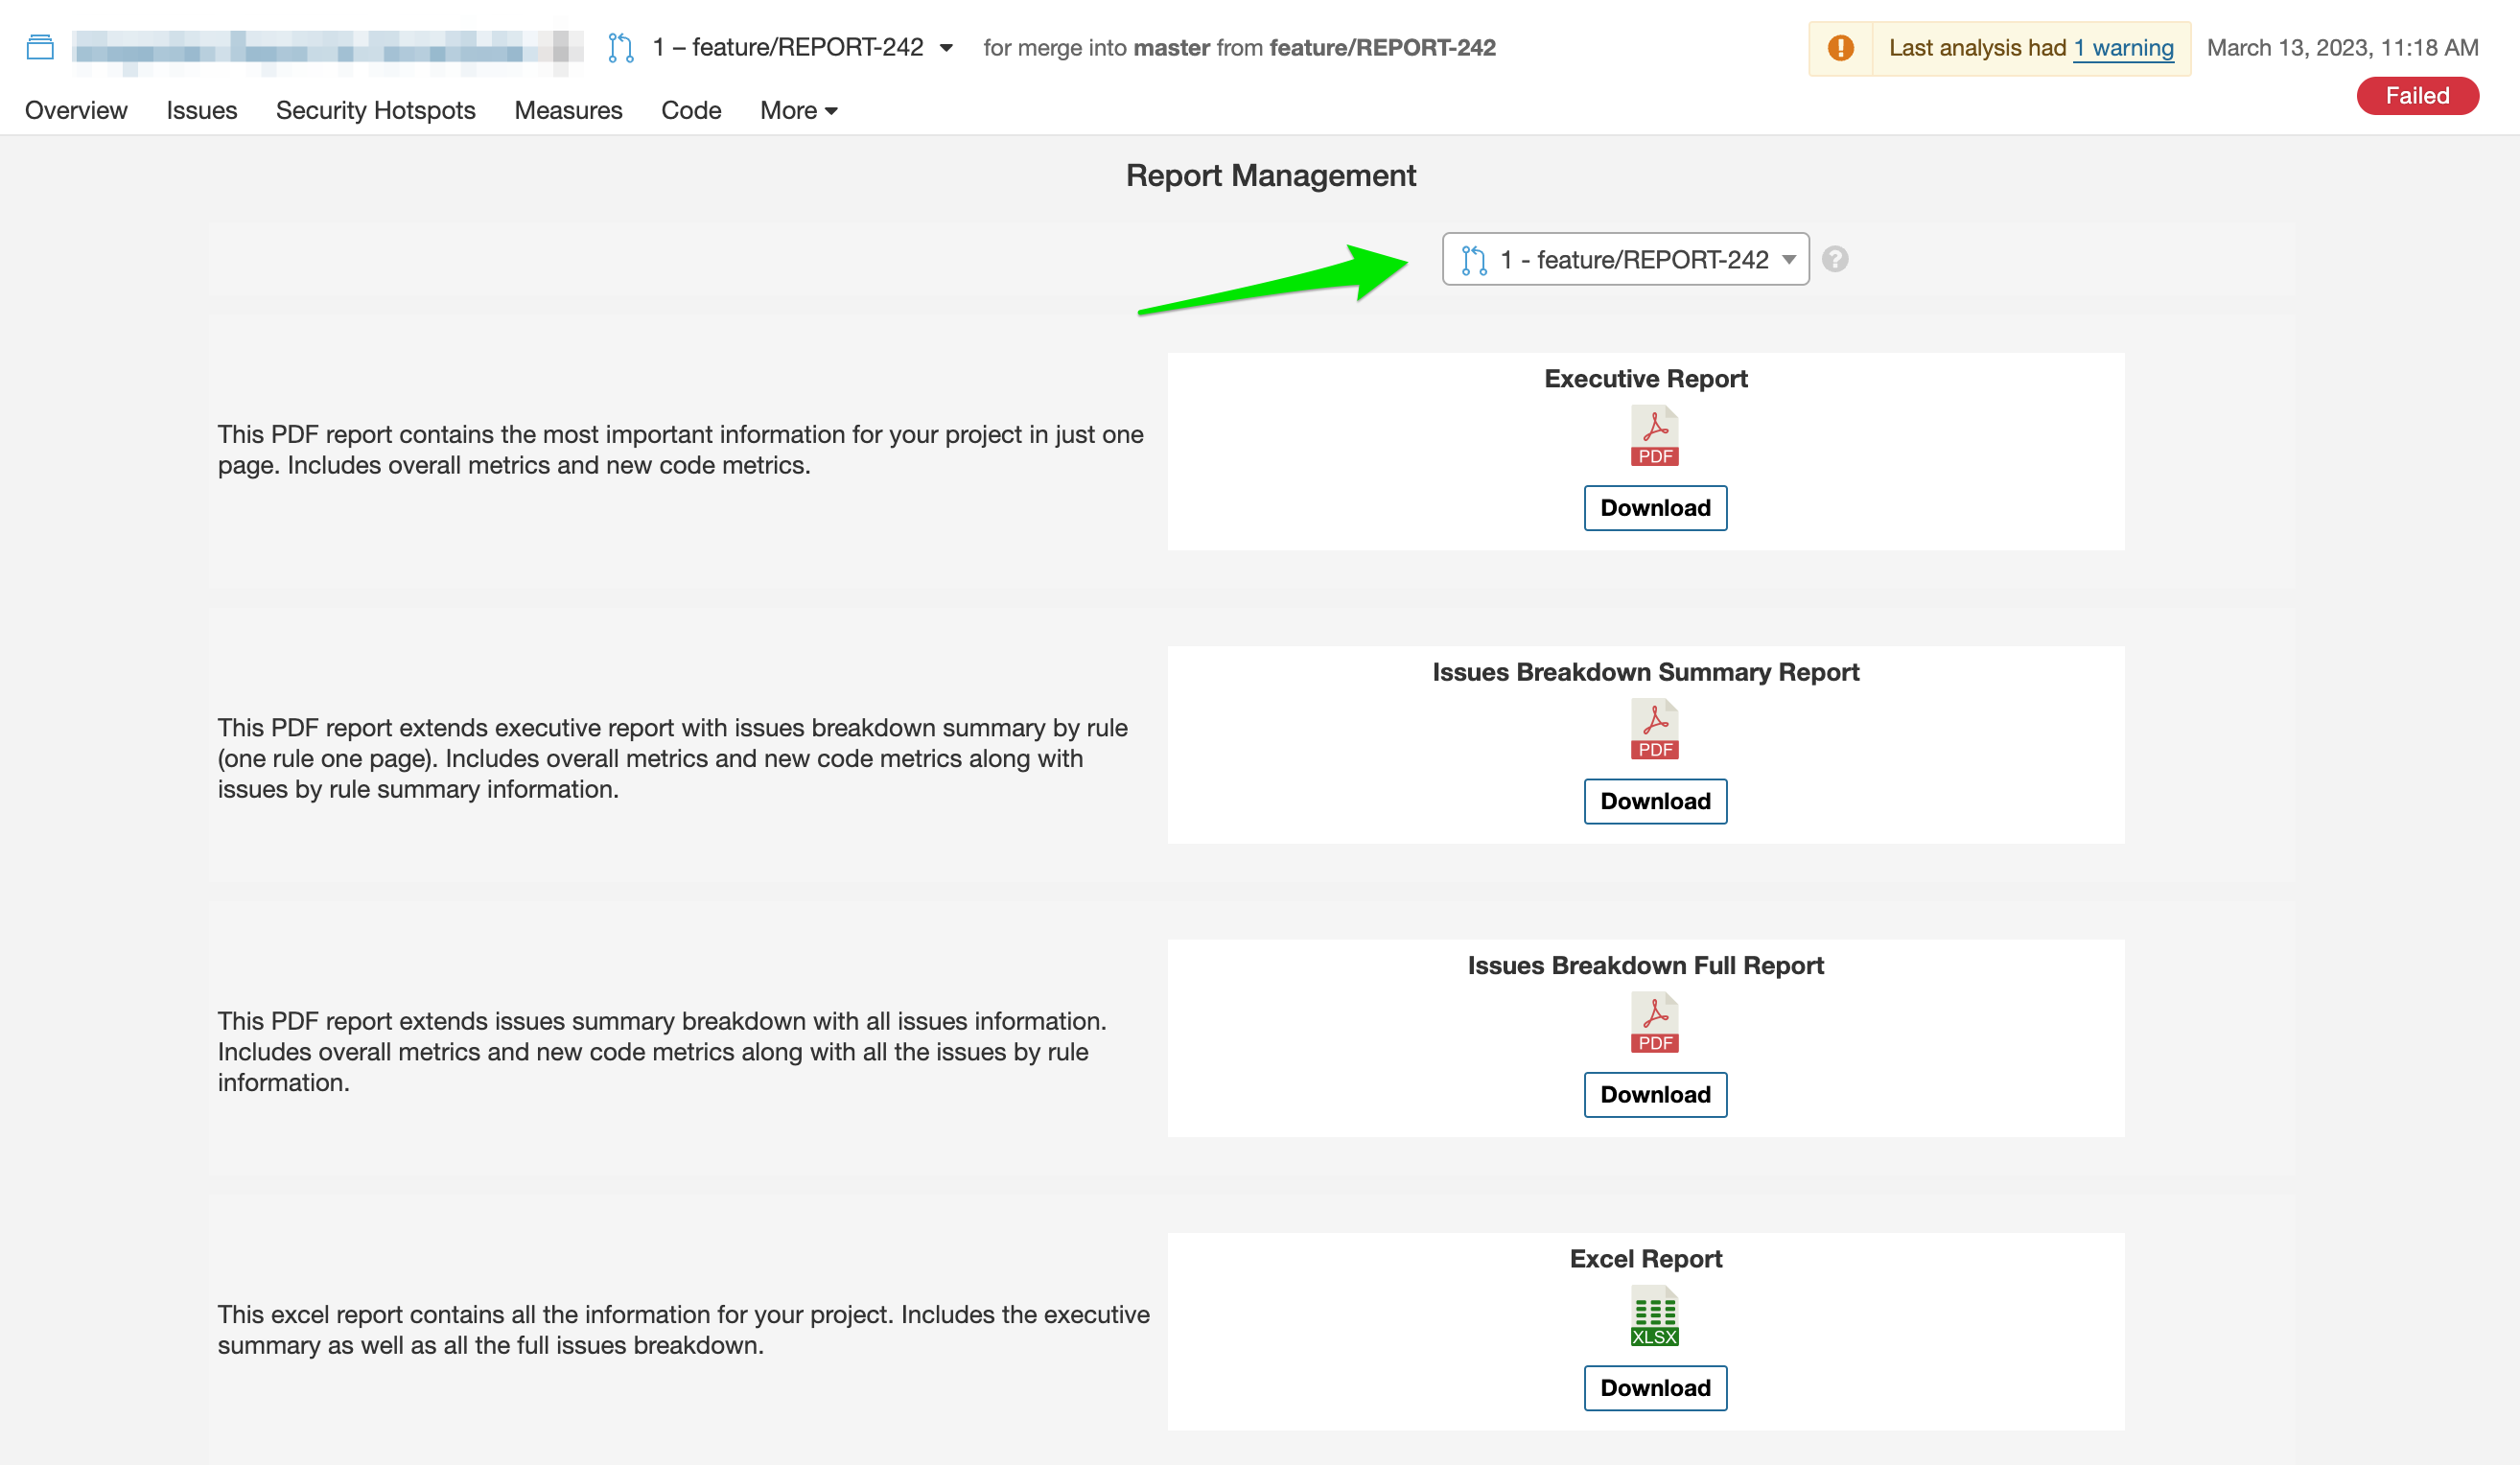 1 – feature/REPORT-242 for merge into master from feature/REPORT-242
Last analysis had 1 warning March 13, 2023, 11:18 AM
Failed
Overview Issues Security Hotspots Measures Code More
Report Management
1 - feature/REPORT-242 ?
Executive Report
This PDF report contains the most important information for your project in just one
page. Includes overall metrics and new code metrics.
PDF
Download
Issues Breakdown Summary Report
This PDF report extends executive report with issues breakdown summary by rule
(one rule one page). Includes overall metrics and new code metrics along with
issues by rule summary information.
PDF
Download
Issues Breakdown Full Report
This PDF report extends issues summary breakdown with all issues information.
Includes overall metrics and new code metrics along with all the issues by rule
information.
PDF
Download
Excel Report
This excel report contains all the information for your project. Includes the executive
summary as well as all the full issues breakdown.
XLSX
Download